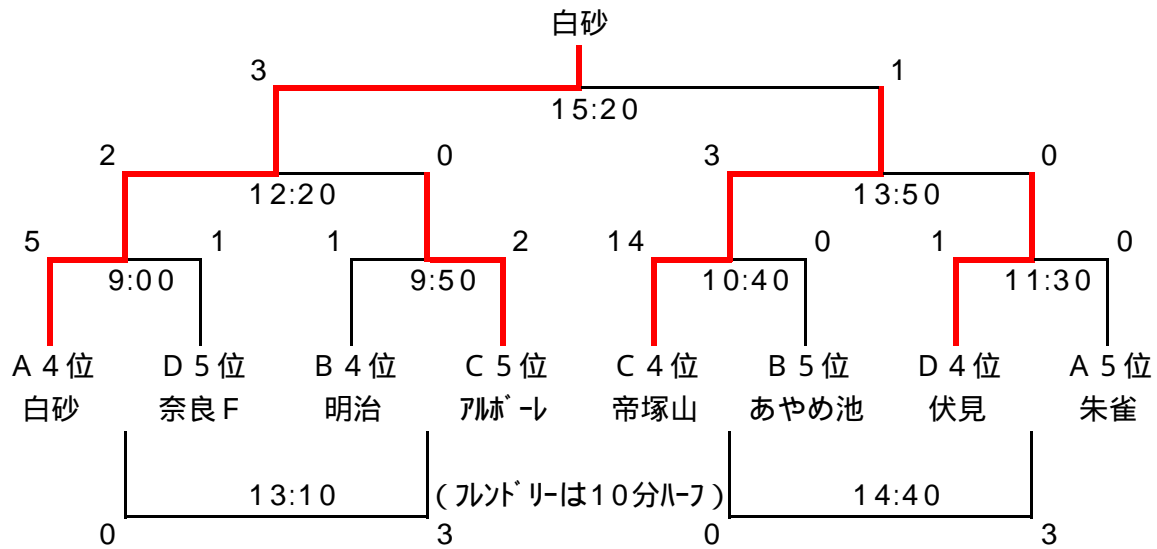 白砂
3 1
15:20
2 0 3 0
12:20 13:50
5 1 1 2 14 0 1 0
9:00 9:50 10:40 11:30
A4位 D5位 B4位 C5位 C4位 B5位 D4位 A5位
白砂 奈良F 明治 ｱﾙﾎﾞｰﾚ 帝塚山 あやめ池 伏見 朱雀
13:10 (ﾌﾚﾝﾄﾞﾘｰは10分ﾊｰﾌ) 14:40
0 3 0 3